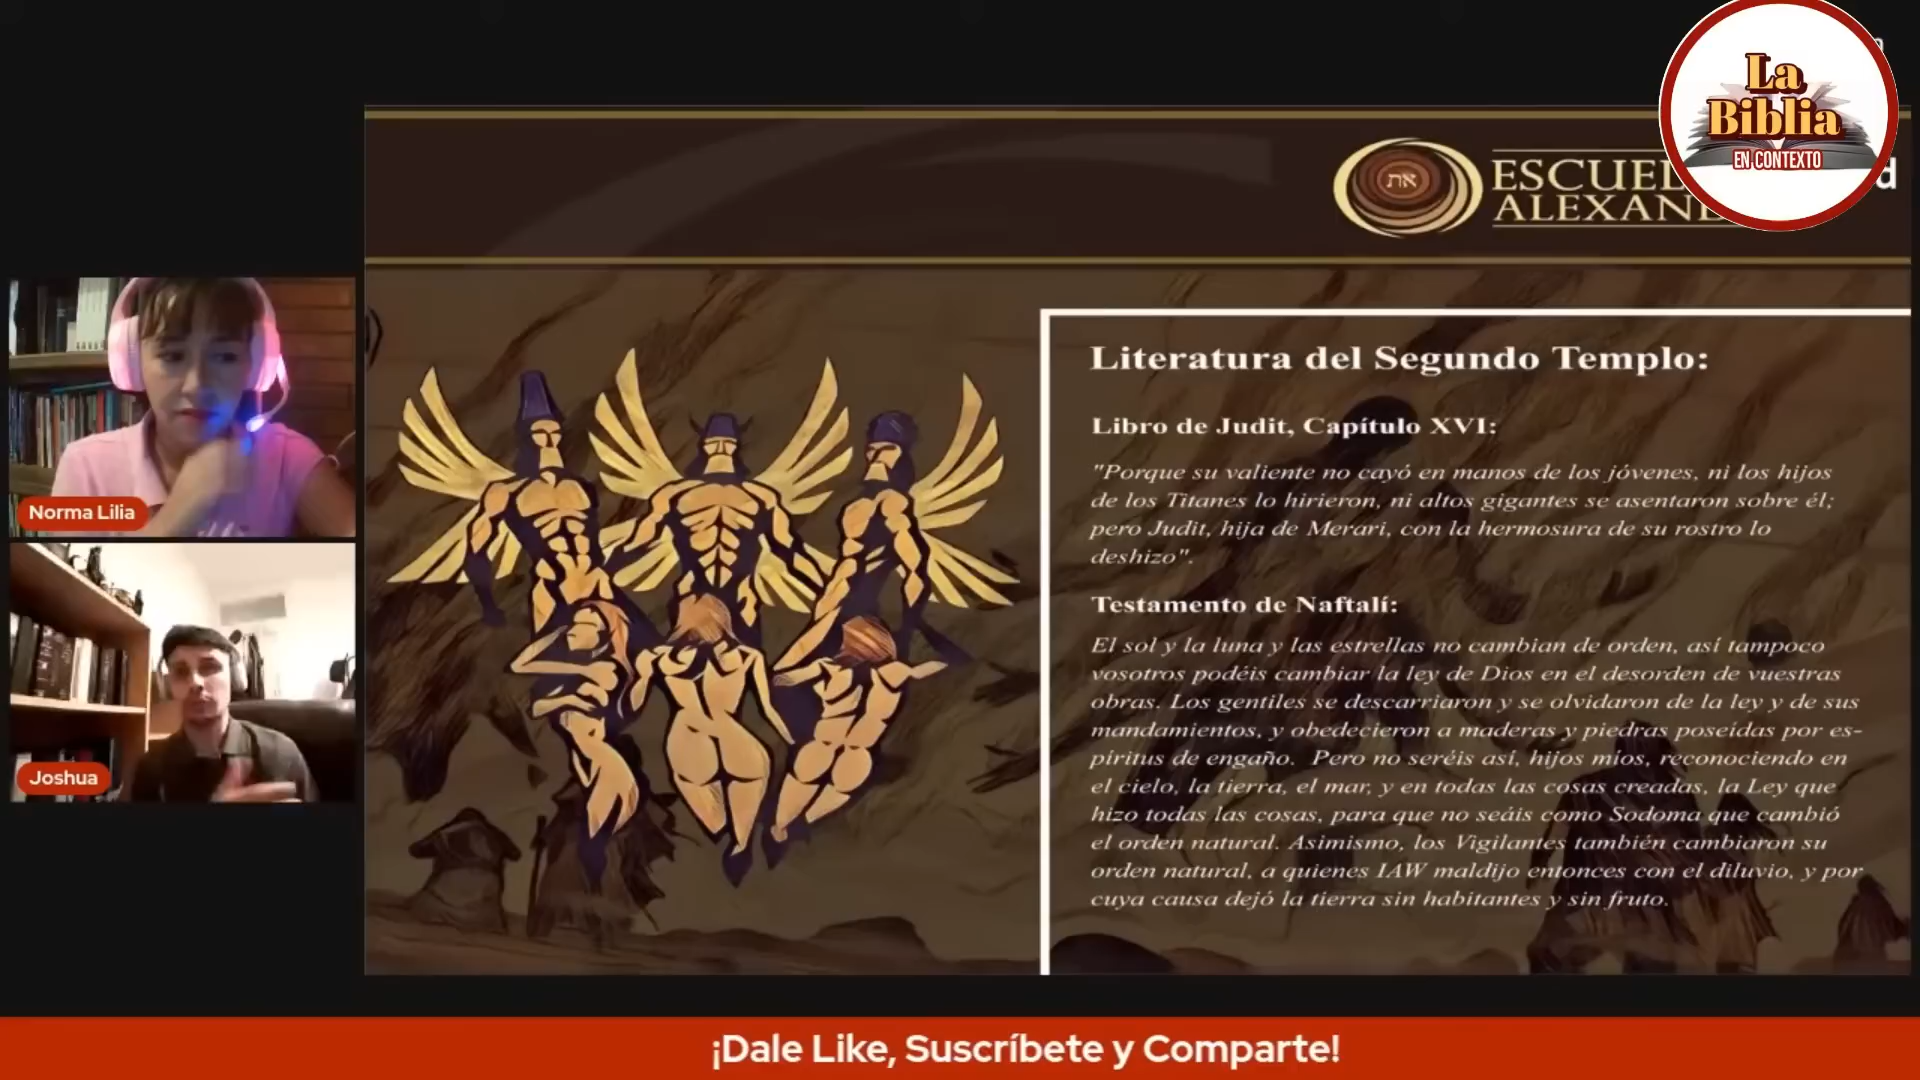 La
Biblia
EN CONTEXTO
את
ESCUEL
ALEXAN
d
Literatura del Segundo Templo:
Libro de Judit, Capítulo XVI:
"Porque su valiente no cayó en manos de los jóvenes, ni los hijos
de los Titanes lo hirieron, ni altos gigantes se asentaron sobre él;
pero Judit, hija de Merari, con la hermosura de su rostro lo
deshizo".
Testamento de Naftalí:
El sol y la luna y las estrellas no cambian de orden, así tampoco
vosotros podéis cambiar la ley de Dios en el desorden de vuestras
obras. Los gentiles se descarriaron y se olvidaron de la ley y de sus
mandamientos, y obedecieron a maderas y piedras poseídas por es-
píritus de engaño. Pero no seréis así, hijos míos, reconociendo en
el cielo, la tierra, el mar, y en todas las cosas creadas, la Ley que
hizo todas las cosas, para que no seáis como Sodoma que cambió
el orden natural. Asimismo, los Vigilantes también cambiaron su
orden natural, a quienes IAW maldijo entonces con el diluvio, y por
cuya causa dejó la tierra sin habitantes y sin fruto.
Norma Lilia
Joshua
¡Dale Like, Suscríbete y Comparte!